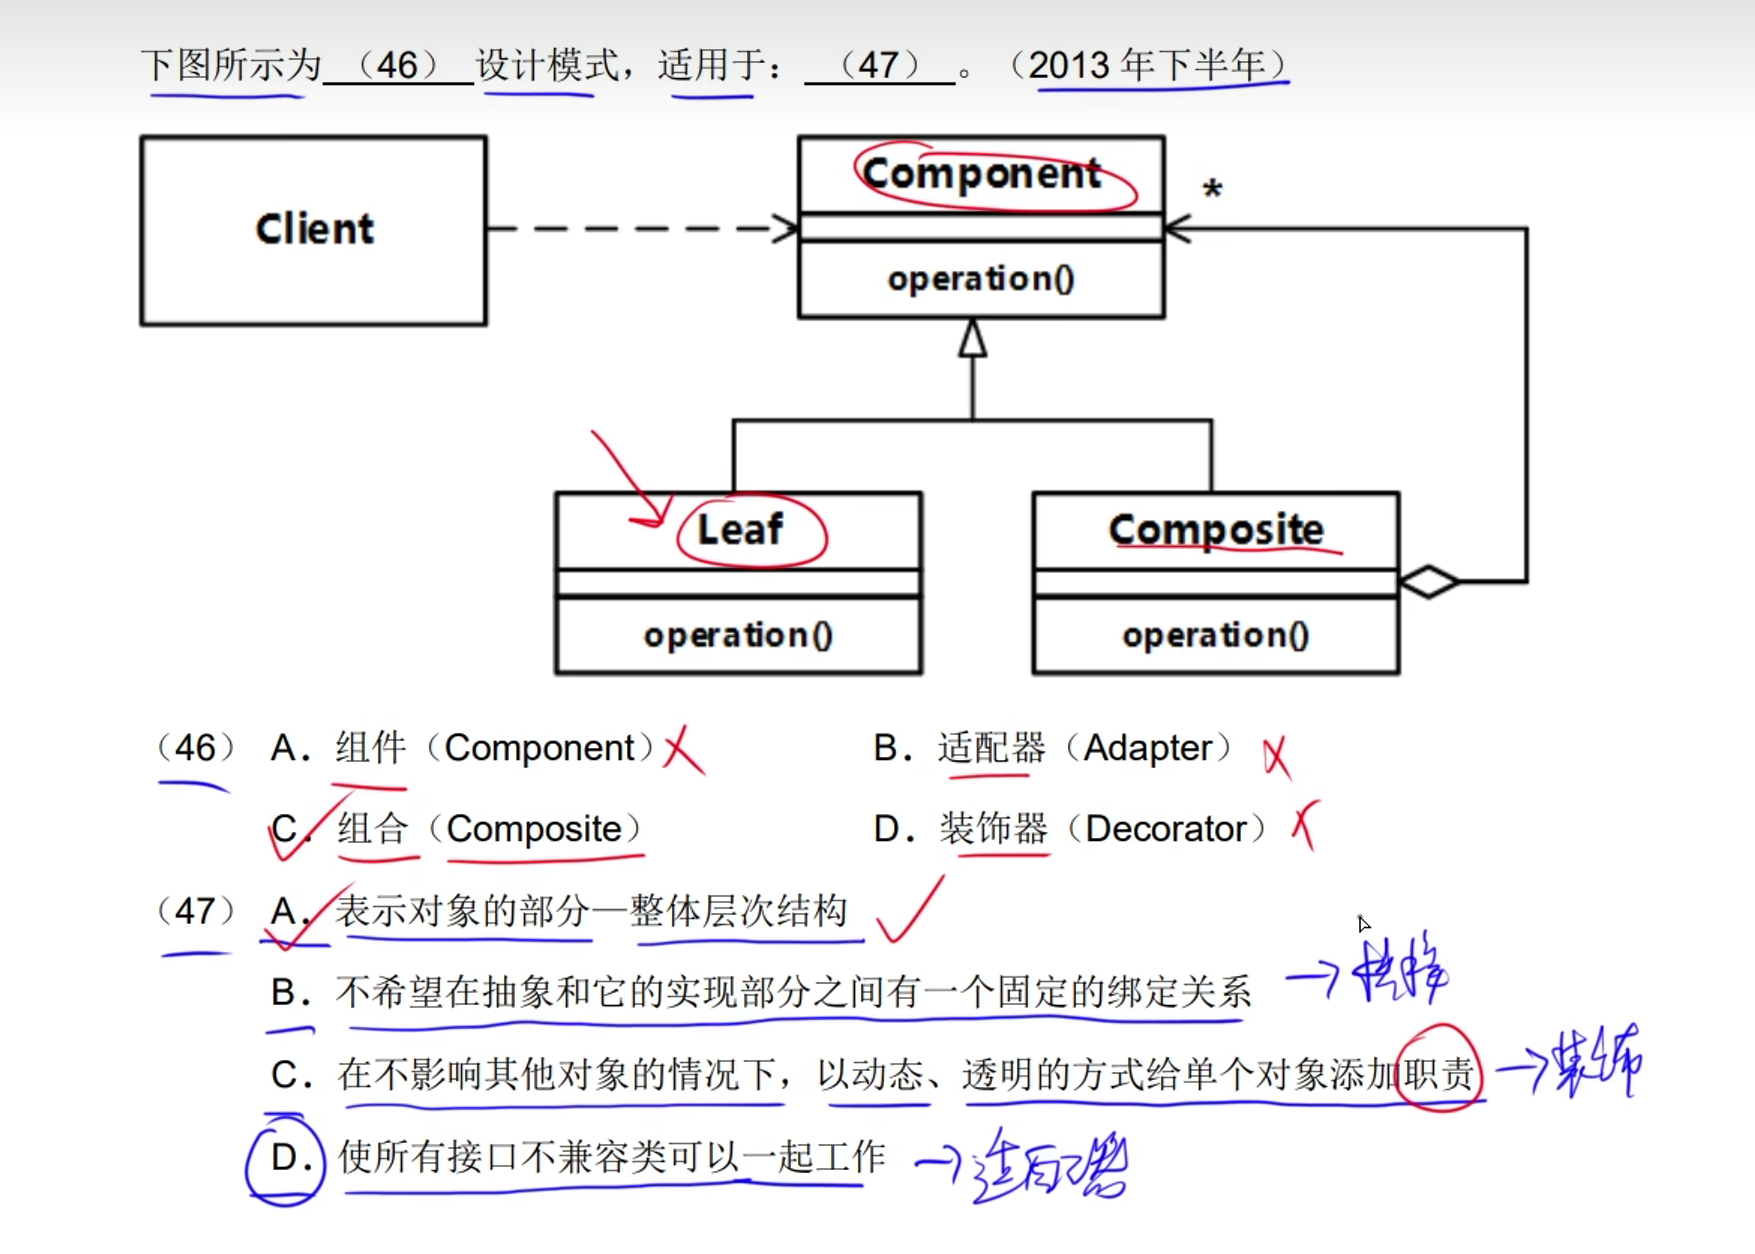 下图所示为 （46） 设计模式，适用于： （47） 。（2013 年下半年）
Client
Component
*
operation()
Leaf
Composite
operation()
operation()
（46） A．组件（Component） B．适配器（Adapter）
C．组合（Composite） D．装饰器（Decorator）
（47） A．表示对象的部分—整体层次结构
B．不希望在抽象和它的实现部分之间有一个固定的绑定关系 →桥接
C．在不影响其他对象的情况下，以动态、透明的方式给单个对象添加职责 →装饰
D．使所有接口不兼容类可以一起工作 →适配器